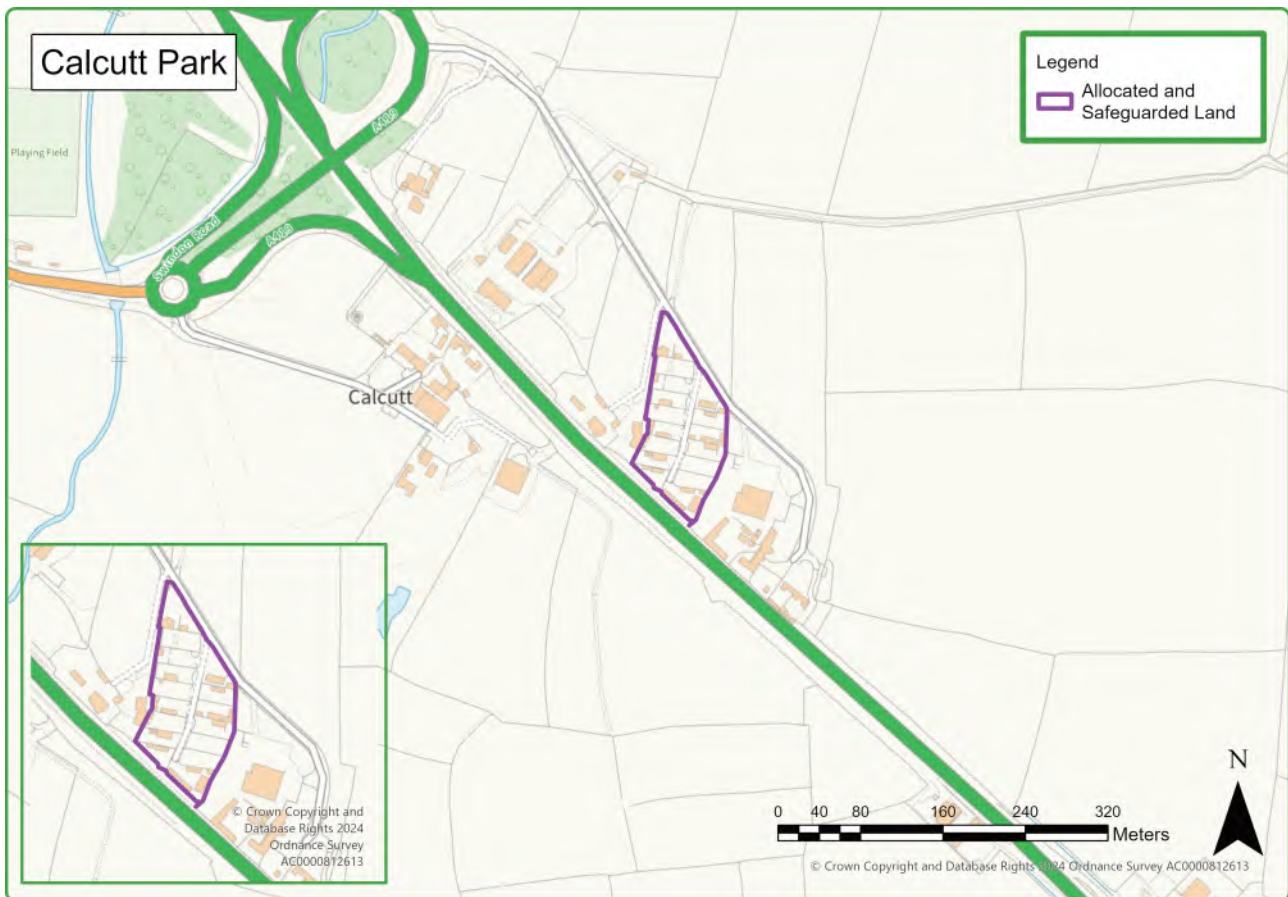 Calcutt Park
Legend
Allocated and
Safeguarded Land
A419
Playing Field
Swindon Road
A419
Calcutt
© Crown Copyright and
Database Rights 2024
Ordnance Survey
AC0000812613
N
0 40 80 160 240 320
Meters
© Crown Copyright and Database Rights 2024 Ordnance Survey AC0000812613